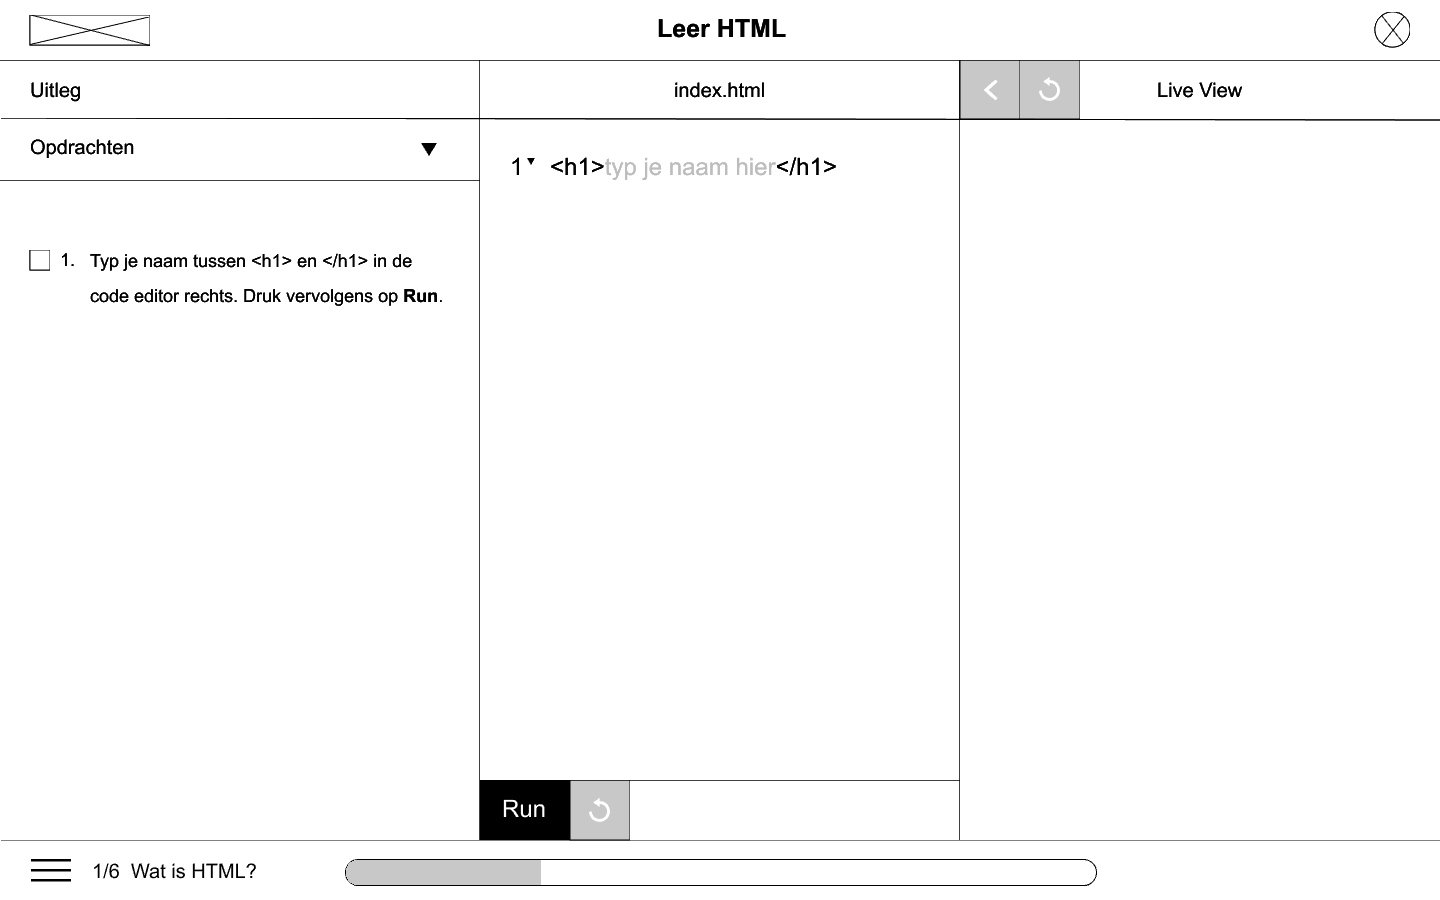 Leer HTML
Uitleg
index.html
Live View
Opdrachten
1 <h1>typ je naam hier</h1>
1. Typ je naam tussen <h1> en </h1> in de
code editor rechts. Druk vervolgens op Run.
Run
1/6 Wat is HTML?